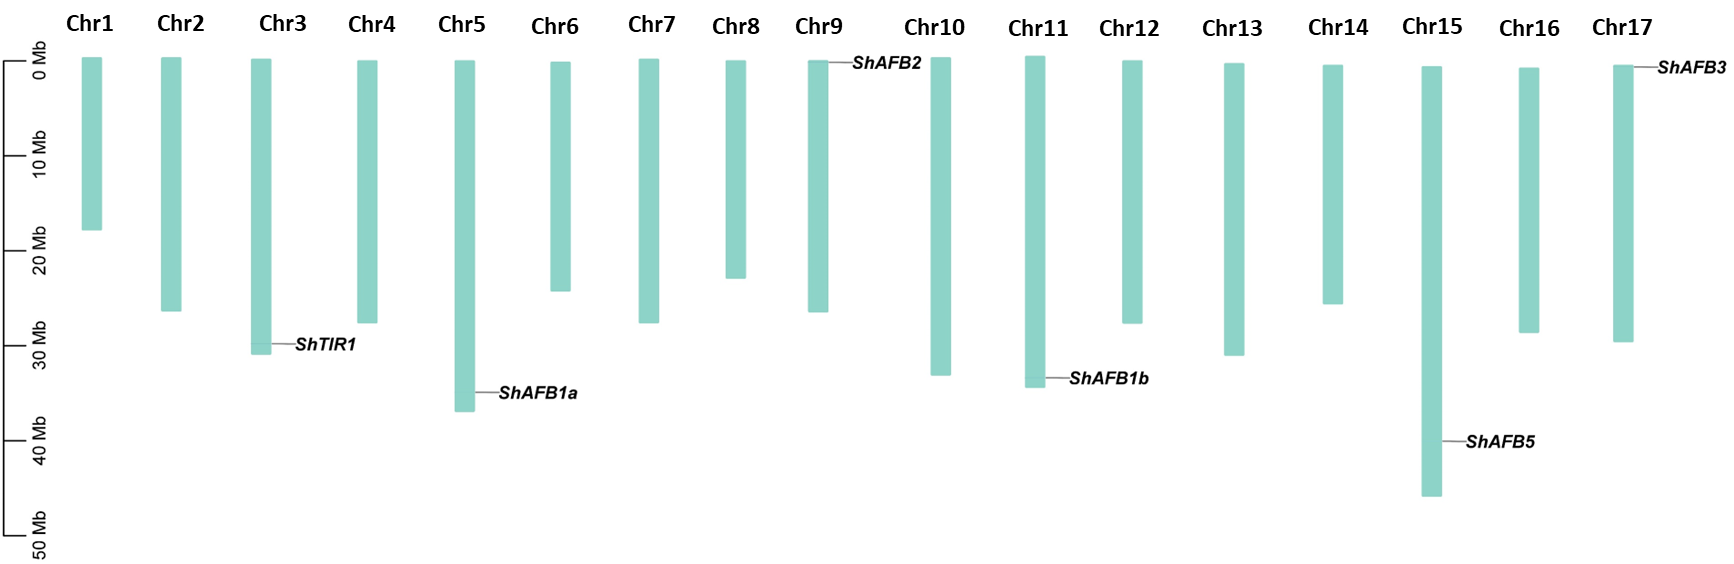 Chr1 Chr2 Chr3 Chr4 Chr5 Chr6 Chr7 Chr8 Chr9 Chr10 Chr11 Chr12 Chr13 Chr14 Chr15 Chr16 Chr17
0 Mb
10 Mb
20 Mb
30 Mb
40 Mb
50 Mb
ShAFB2
ShAFB3
ShTIR1
ShAFB1a
ShAFB1b
ShAFB5